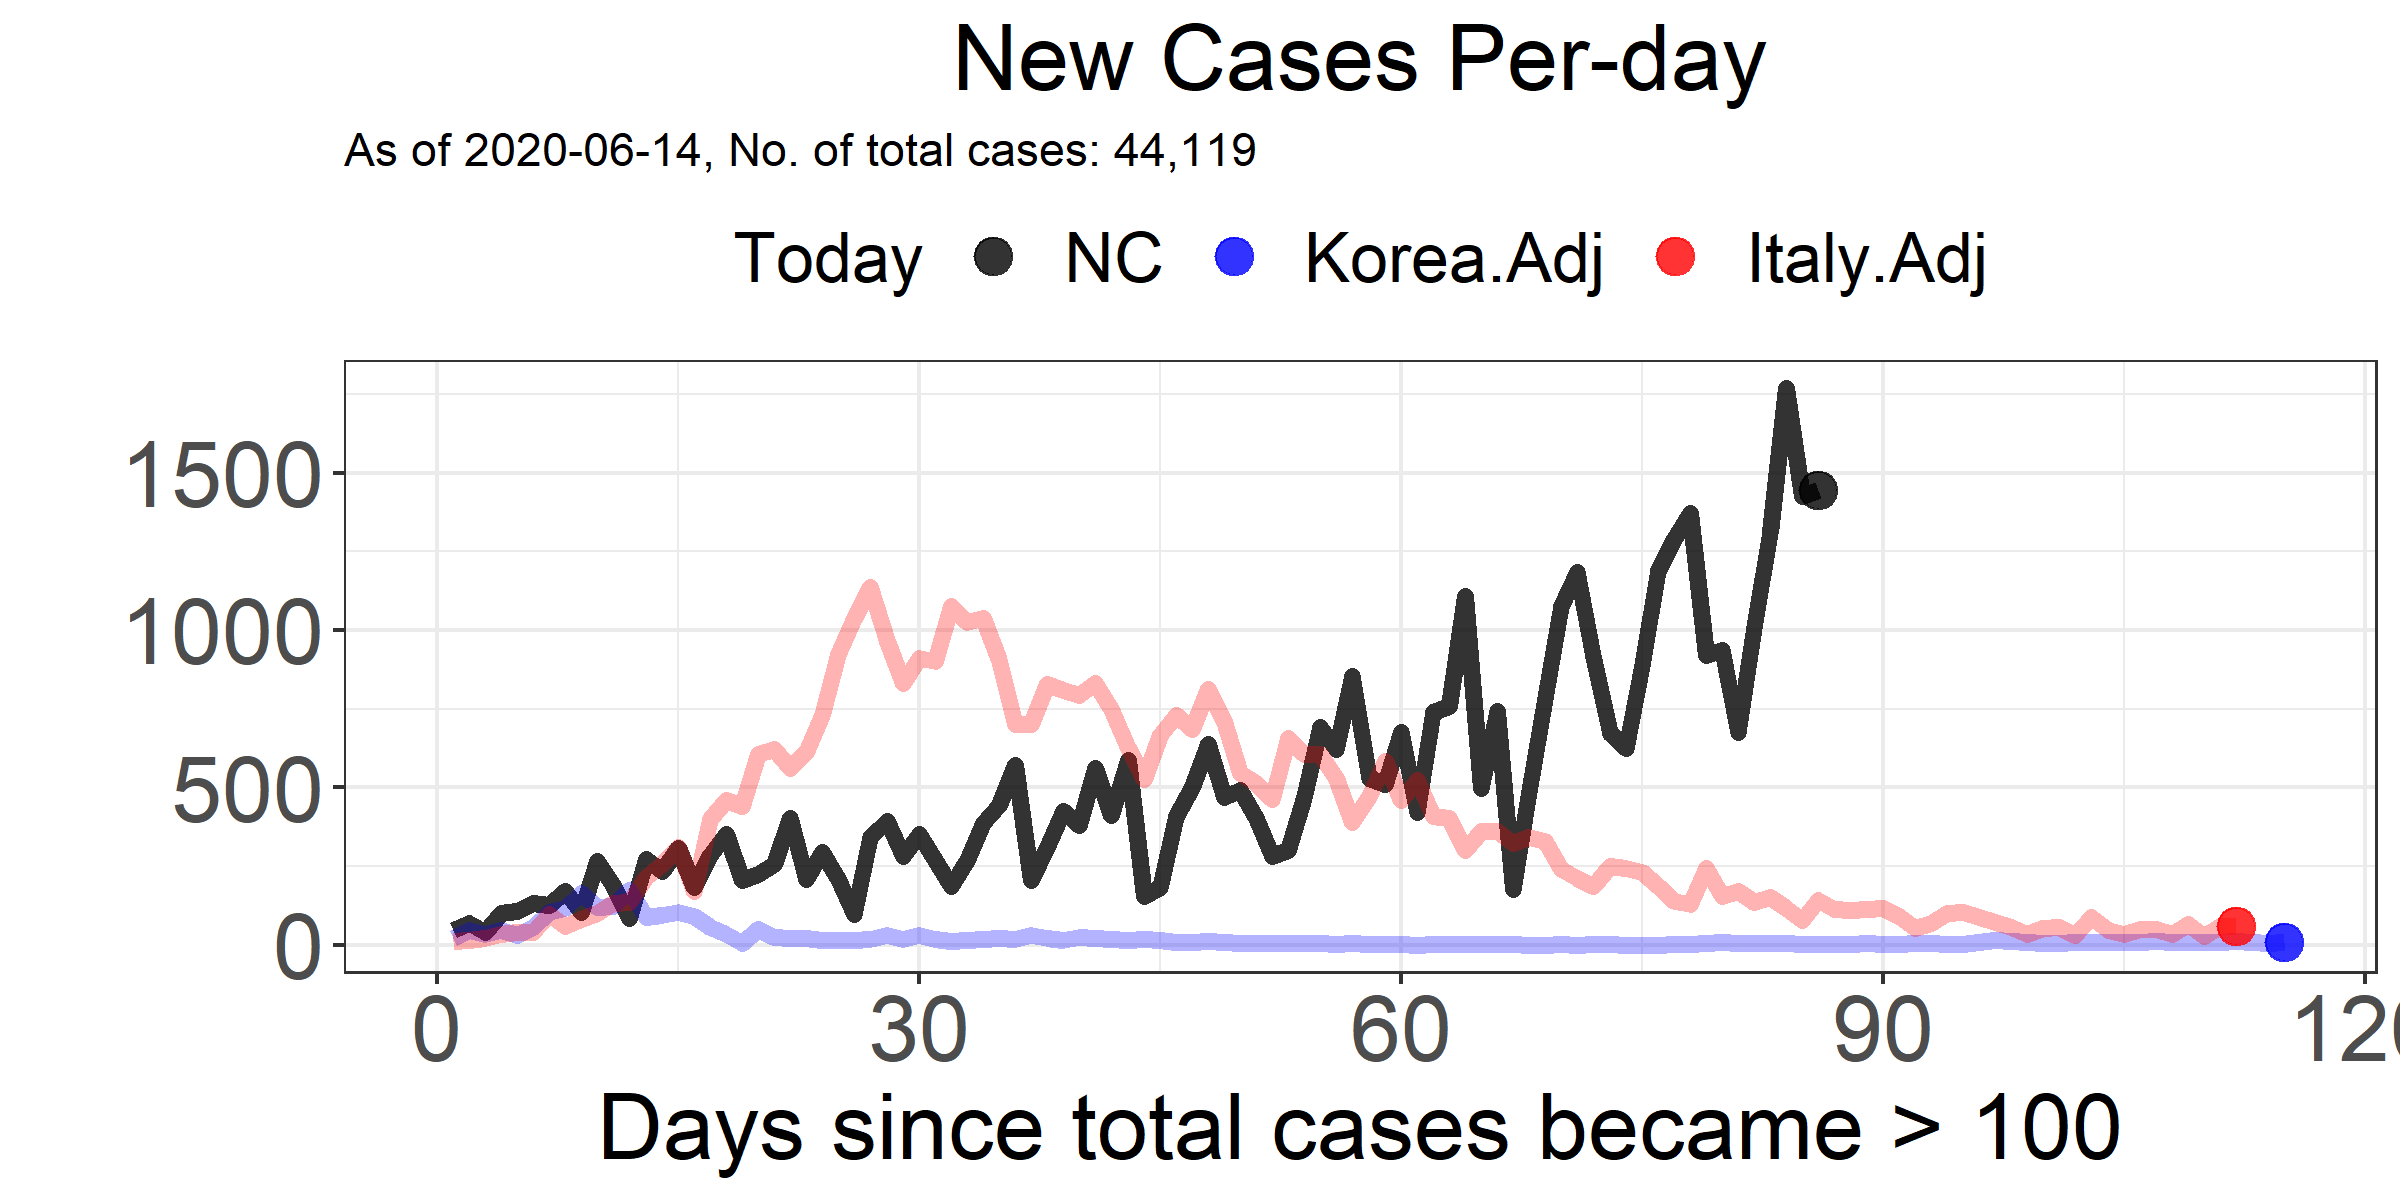 New Cases Per-day
As of 2020-06-14, No. of total cases: 44,119
Today NC Korea.Adj Italy.Adj
1500
1000
500
0
0 30 60 90 120
Days since total cases became > 100